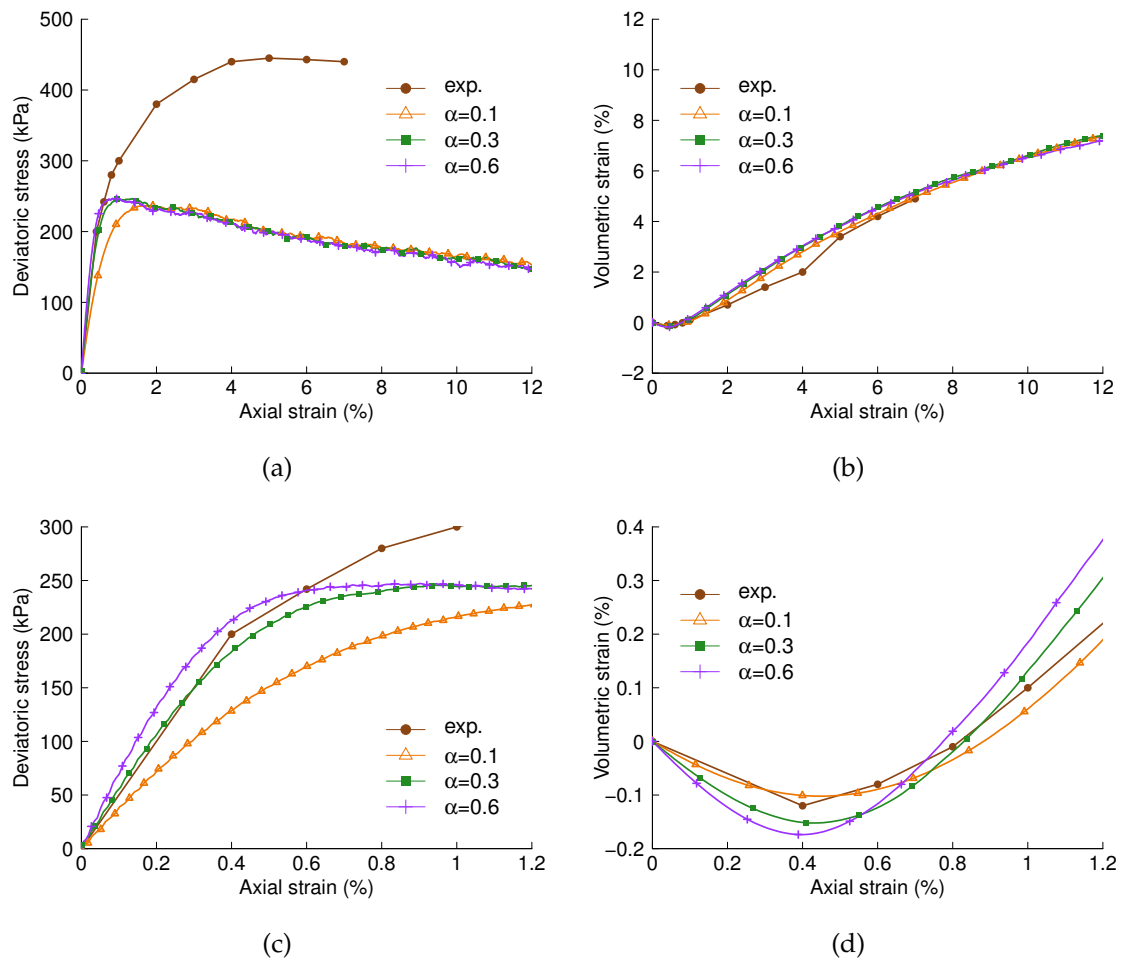 500
400
300
200
100
0
0 2 4 6 8 10 12
Deviatoric stress (kPa)
Axial strain (%)
exp.
α=0.1
α=0.3
α=0.6
(a)
12
10
8
6
4
2
0
−2
0 2 4 6 8 10 12
Volumetric strain (%)
Axial strain (%)
exp.
α=0.1
α=0.3
α=0.6
(b)
300
250
200
150
100
50
0
0 0.2 0.4 0.6 0.8 1 1.2
Deviatoric stress (kPa)
Axial strain (%)
exp.
α=0.1
α=0.3
α=0.6
(c)
0.4
0.3
0.2
0.1
0
−0.1
−0.2
0 0.2 0.4 0.6 0.8 1 1.2
Volumetric strain (%)
Axial strain (%)
exp.
α=0.1
α=0.3
α=0.6
(d)